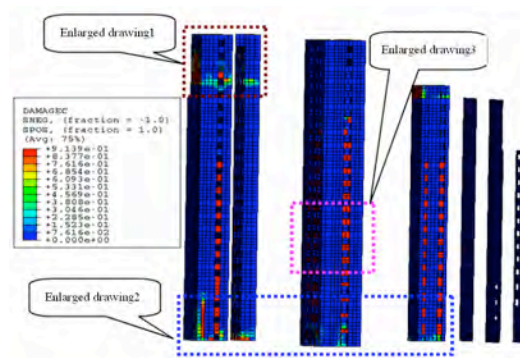 Enlarged drawing1
Enlarged drawing3
DAMAGEC
SNEG, (fraction = -1.0)
SPOS, (fraction = 1.0)
(Avg: 75%)
+9.139e-01
+8.377e-01
+7.616e-01
+6.854e-01
+6.093e-01
+5.331e-01
+4.569e-01
+3.808e-01
+3.046e-01
+2.285e-01
+1.523e-01
+7.616e-02
+0.000e+00
Enlarged drawing2